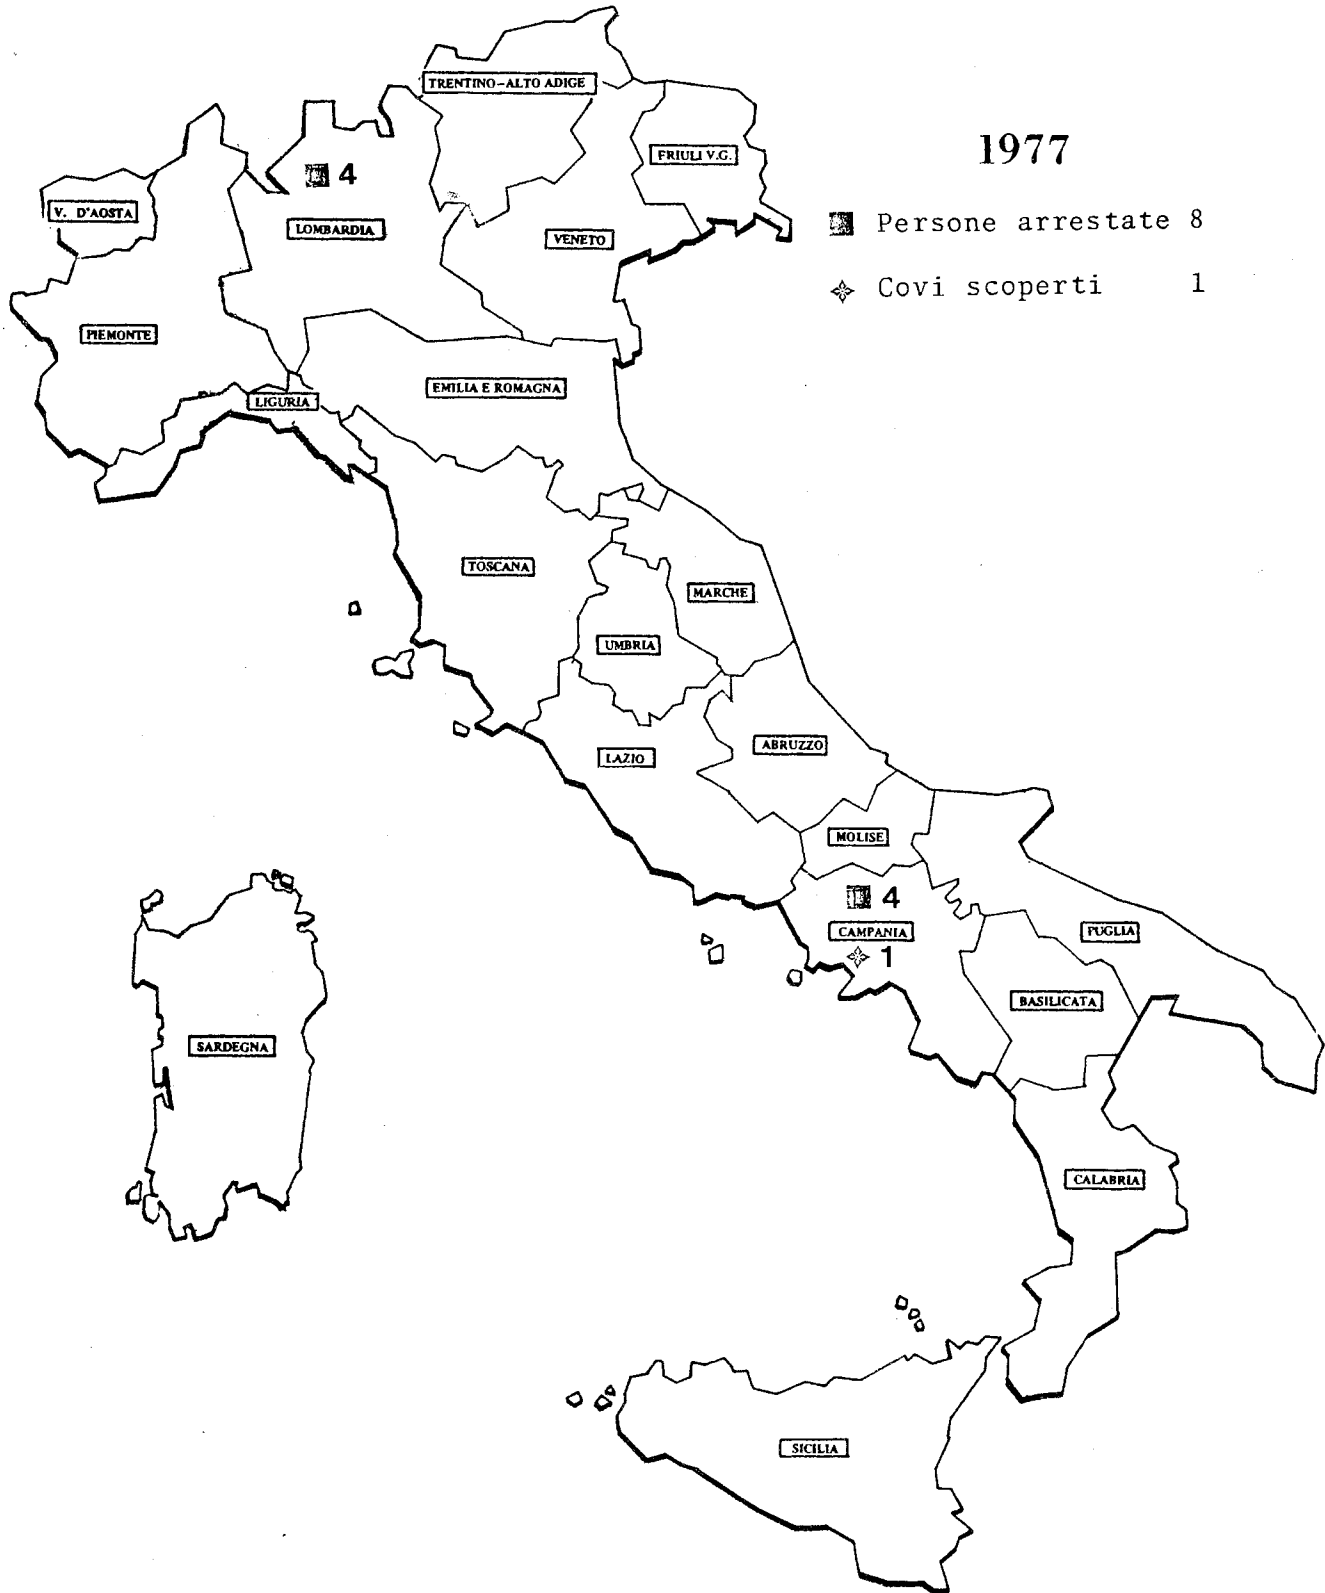 TRENTINO-ALTO ADIGE
1977
FRIULI V.G.
4
V. D'AOSTA
LOMBARDIA
VENETO
Persone arrestate 8
Covi scoperti 1
PIEMONTE
EMILIA E ROMAGNA
LIGURIA
TOSCANA
MARCHE
UMBRIA
LAZIO
ABRUZZO
MOLISE
4
CAMPANIA
PUGLIA
1
BASILICATA
SARDEGNA
CALABRIA
SICILIA